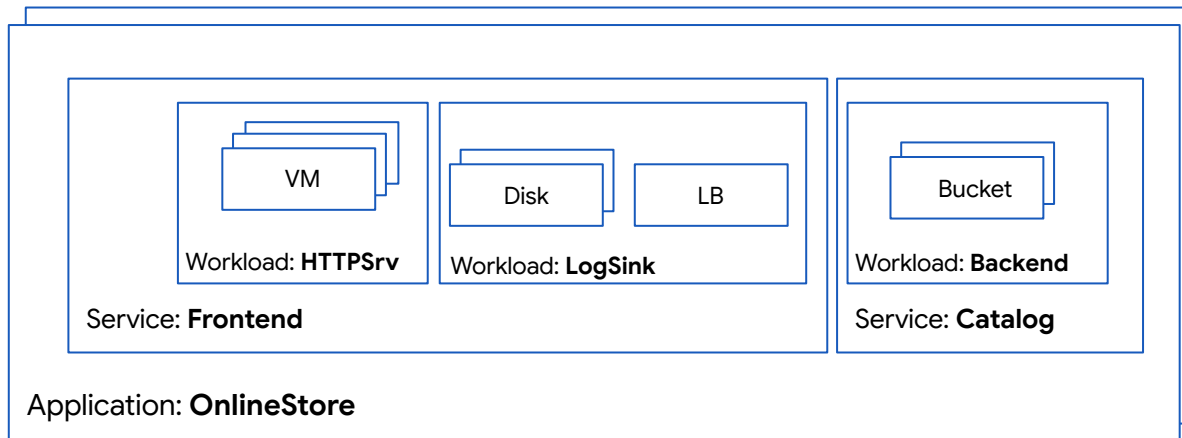 VM
Disk
LB
Bucket
Workload: HTTPSrv
Workload: LogSink
Workload: Backend
Service: Frontend
Service: Catalog
Application: OnlineStore